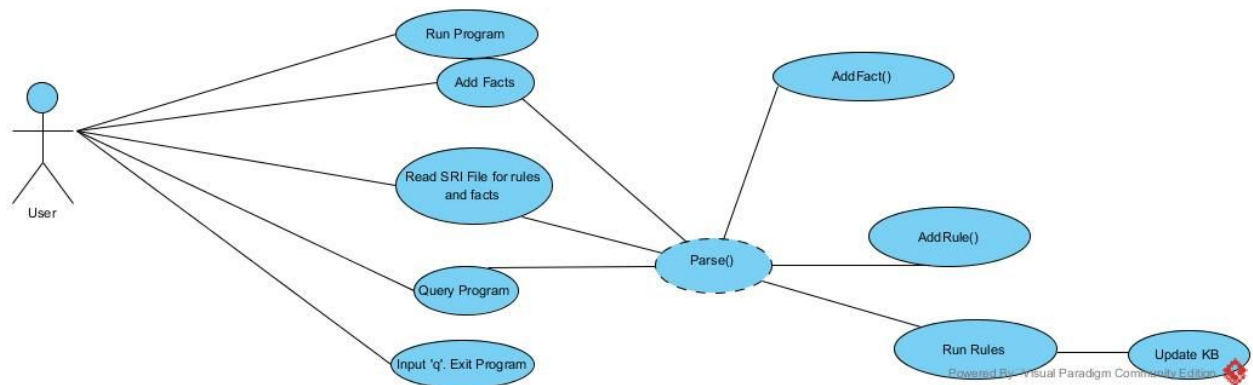 Run Program
Add Facts
AddFact()
User
Read SRI File for rules
and facts
AddRule()
Parse()
Query Program
Run Rules
Update KB
Input 'q'. Exit Program
Powered By Visual Paradigm Community Edition